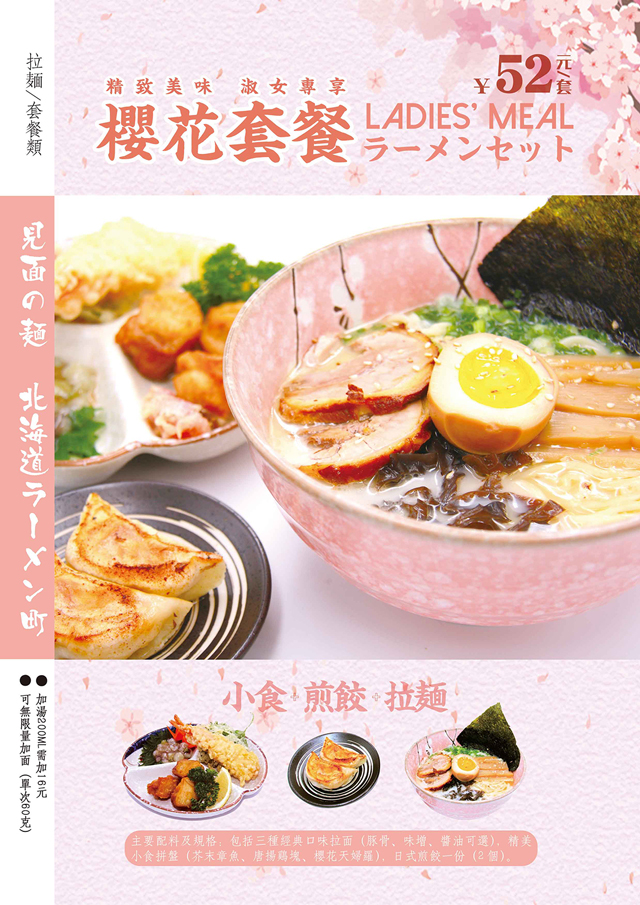 拉麵/套餐類
精致美味 淑女專享
櫻花套餐
¥52元/套
LADIES' MEAL
ラーメンセット
見面の麺 北海道ラーメン町
●加湯200ML需加16元
●可無限量加面（單次60克）
小食+煎餃+拉麵
主要配料及規格：包括三種經典口味拉面（豚骨、味增、醬油可選），精美
小食拼盤（芥末章魚、唐揚鶏塊、櫻花天婦羅），日式煎餃一份（2個）。